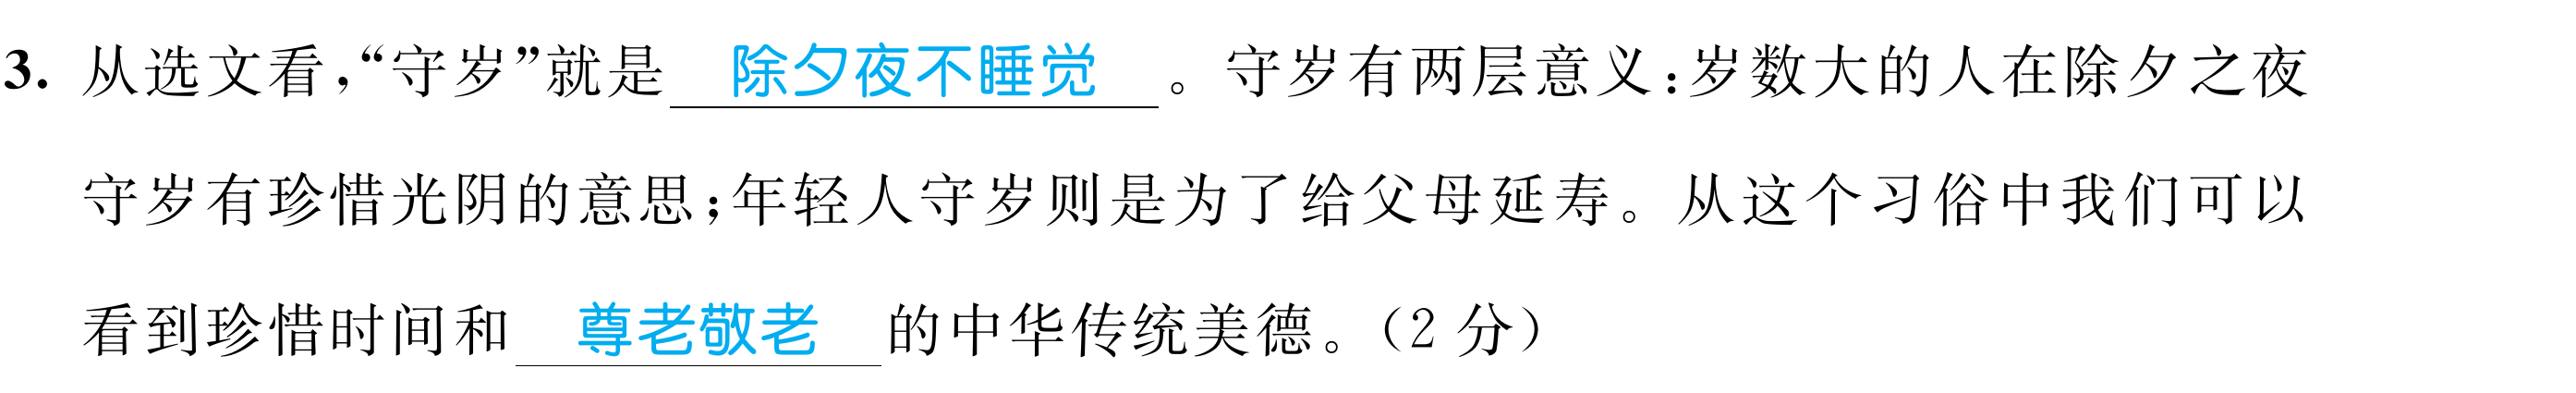 3. 从选文看,“守岁”就是 除夕夜不睡觉 。守岁有两层意义:岁数大的人在除夕之夜
守岁有珍惜光阴的意思;年轻人守岁则是为了给父母延寿。从这个习俗中我们可以
看到珍惜时间和 尊老敬老 的中华传统美德。(2 分)